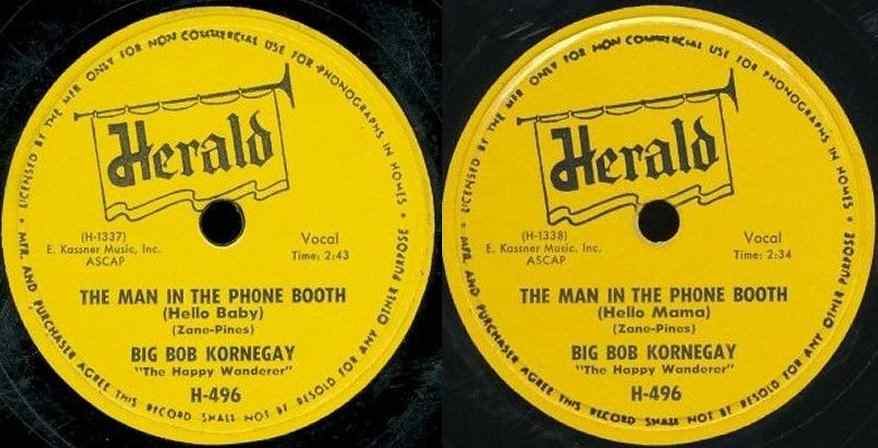 LICENSED BY THE MFR ONLY FOR NON COMMERCIAL USE FOR PHONOGRAPHS IN HOMES •
Herald
(H-1337)
E. Kassner Music, Inc.
ASCAP
Vocal
Time: 2:43
THE MAN IN THE PHONE BOOTH
(Hello Baby)
(Zane-Pines)
BIG BOB KORNEGAY
"The Happy Wanderer"
H-496
• MFR. AND PURCHASER AGREE THIS RECORD SHALL NOT BE RESOLD FOR ANY OTHER PURPOSE
LICENSED BY THE MFR ONLY FOR NON COMMERCIAL USE FOR PHONOGRAPHS IN HOMES •
Herald
(H-1338)
E. Kassner Music, Inc.
ASCAP
Vocal
Time: 2:34
THE MAN IN THE PHONE BOOTH
(Hello Mama)
(Zane-Pines)
BIG BOB KORNEGAY
"The Happy Wanderer"
H-496
• MFR. AND PURCHASER AGREE THIS RECORD SHALL NOT BE RESOLD FOR ANY OTHER PURPOSE